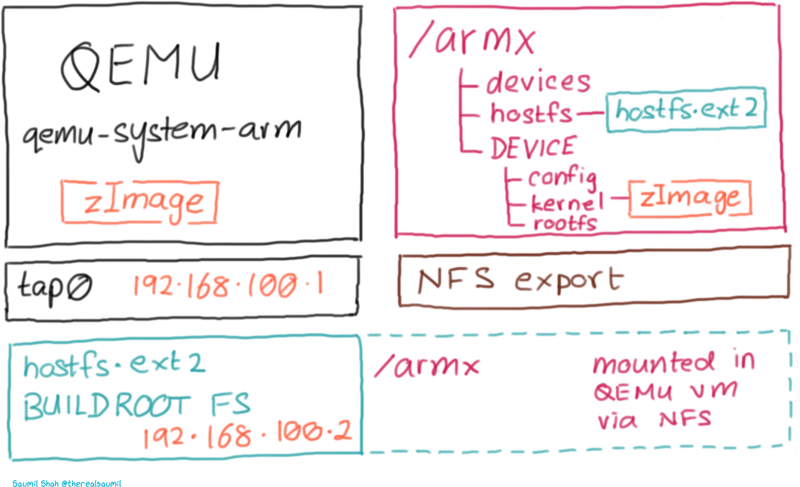 QEMU
qemu-system-arm
zImage
/armx
devices
hostfs hostfs.ext2
DEVICE
config
kernel zImage
rootfs
tap0 192.168.100.1
NFS export
hostfs.ext2
BUILDROOT FS
192.168.100.2
/armx
mounted in
QEMU vm
via NFS
Saumil Shah @therealsaumil